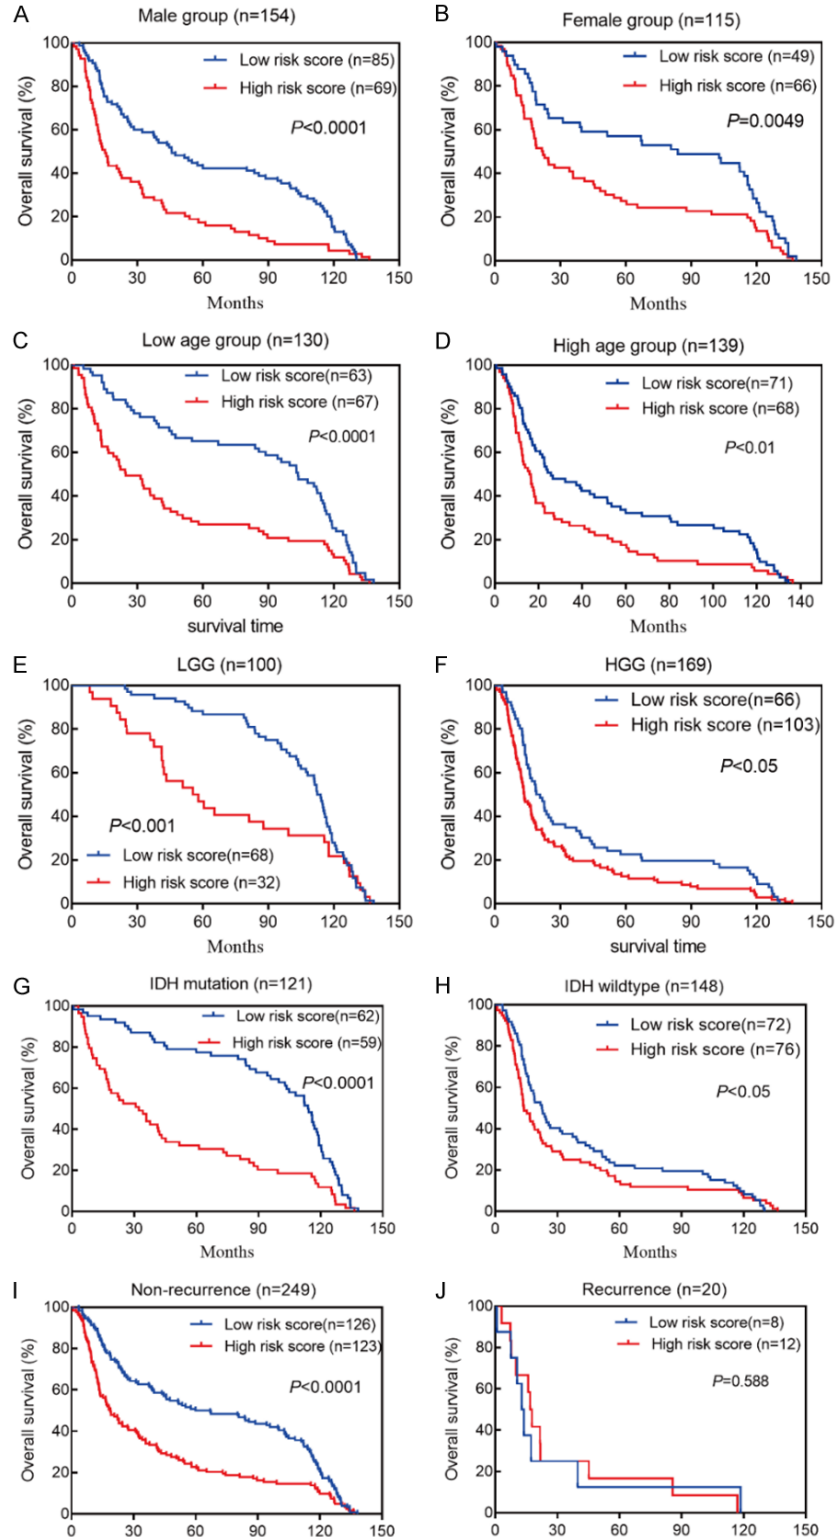 A
Male group (n=154)
Overall survival (%)
100
80
60
40
20
0
Low risk score (n=85)
High risk score (n=69)
P<0.0001
0 30 60 90 120 150
Months
B
Female group (n=115)
Overall survival (%)
100
80
60
40
20
0
Low risk score (n=49)
High risk score (n=66)
P=0.0049
0 30 60 90 120 150
Months
C
Low age group (n=130)
Overall survival (%)
100
80
60
40
20
0
Low risk score(n=63)
High risk score (n=67)
P<0.0001
0 30 60 90 120 150
survival time
D
High age group (n=139)
Overall survival (%)
100
80
60
40
20
0
Low risk score(n=71)
High risk score (n=68)
P<0.01
0 20 40 60 80 100 120 140
Months
E
LGG (n=100)
Overall survival (%)
100
80
60
40
20
0
P<0.001
Low risk score(n=68)
High risk score (n=32)
0 30 60 90 120 150
Months
F
HGG (n=169)
Overall survival (%)
100
80
60
40
20
0
Low risk score(n=66)
High risk score (n=103)
P<0.05
0 30 60 90 120 150
survival time
G
IDH mutation (n=121)
Overall survival (%)
100
80
60
40
20
0
Low risk score(n=62)
High risk score (n=59)
P<0.0001
0 30 60 90 120 150
Months
H
IDH wildtype (n=148)
Overall survival (%)
100
80
60
40
20
0
Low risk score(n=72)
High risk score (n=76)
P<0.05
0 30 60 90 120 150
Months
I
Non-recurrence (n=249)
Overall survival (%)
100
80
60
40
20
0
Low risk score(n=126)
High risk score (n=123)
P<0.0001
0 30 60 90 120 150
J
Recurrence (n=20)
Overall survival (%)
100
80
60
40
20
0
Low risk score(n=8)
High risk score (n=12)
P=0.588
0 30 60 90 120 150